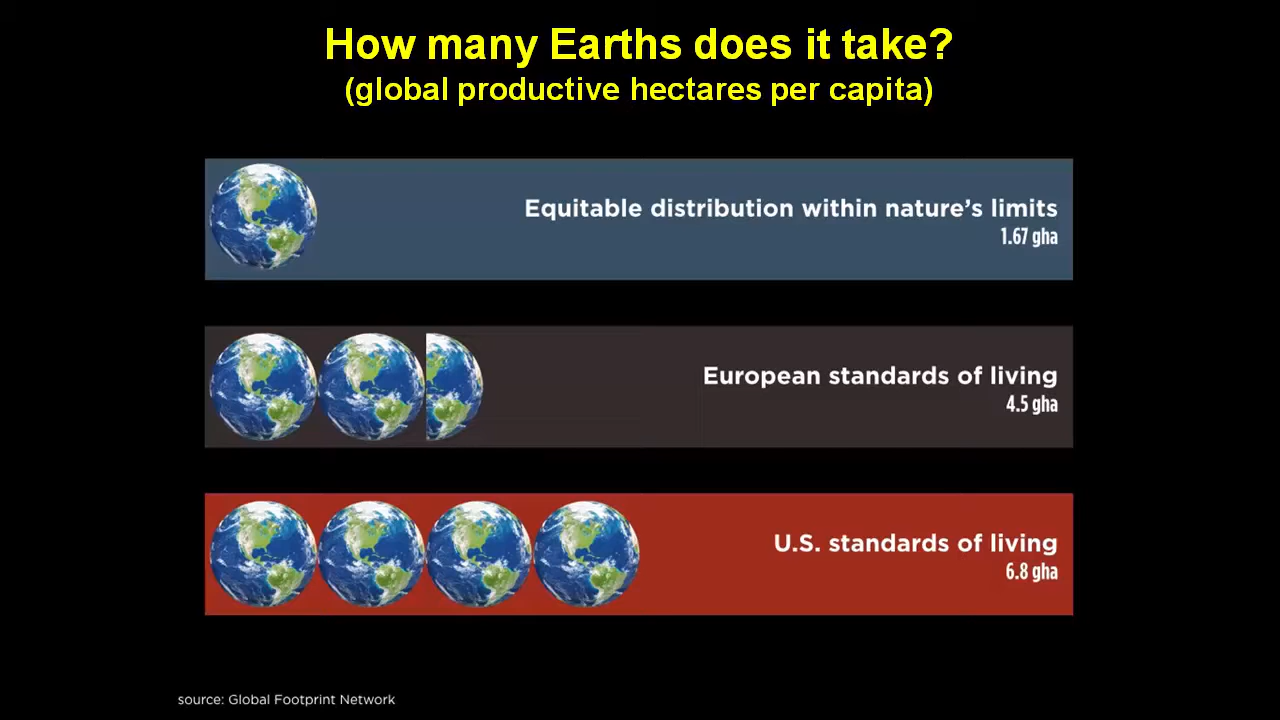 How many Earths does it take?
(global productive hectares per capita)
Equitable distribution within nature’s limits
1.67 gha
European standards of living
4.5 gha
U.S. standards of living
6.8 gha
source: Global Footprint Network